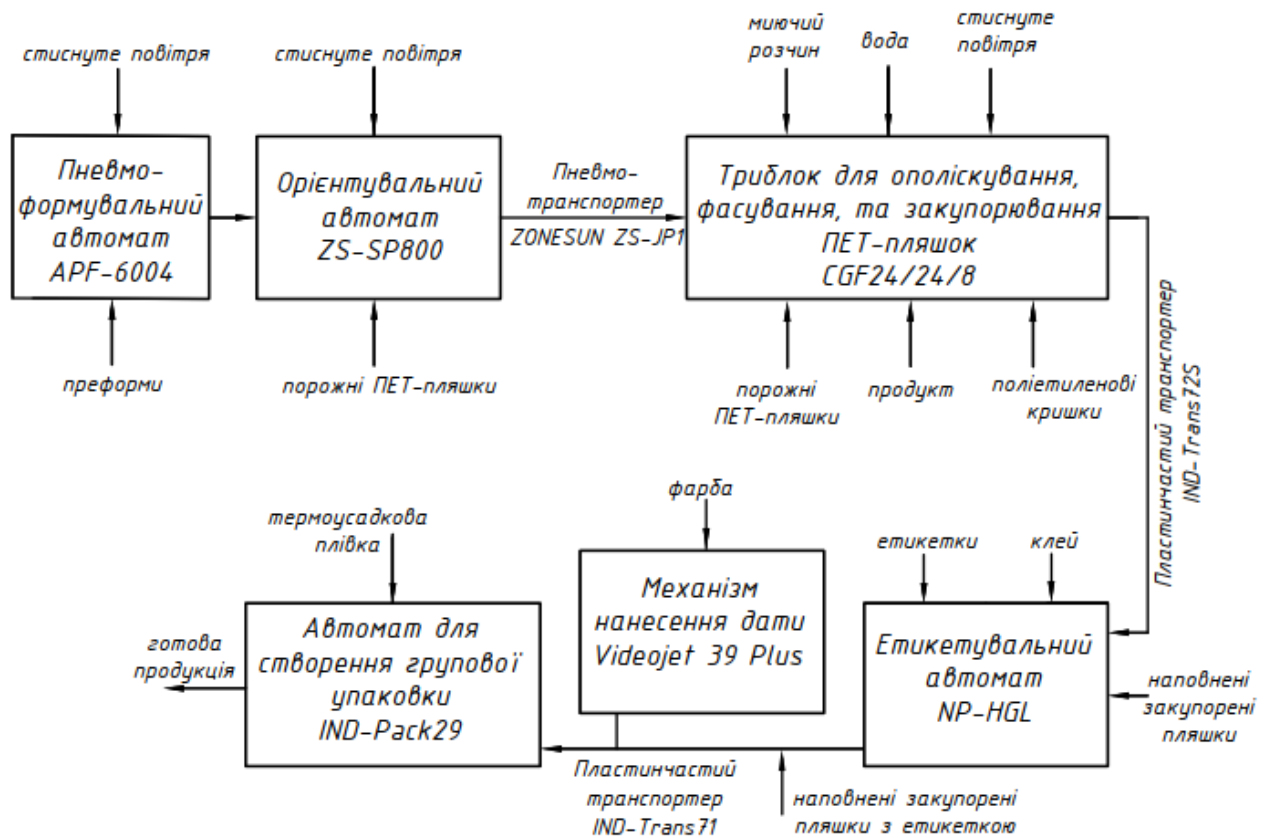 стиснуте повітря
стиснуте повітря
миючий
розчин
вода
стиснуте
повітря
Пневмо-
формувальний
автомат
APF-6004
Орієнтувальний
автомат
ZS-SP800
Пневмо-
транспортер
ZONESUN ZS-JP1
Триблок для ополіскування,
фасування, та закупорювання
ПЕТ-пляшок
CGF24/24/8
преформи
порожні ПЕТ-пляшки
порожні
ПЕТ-пляшки
продукт
поліетиленові
кришки
Пластинчастий транспортер
IND-Trans72S
термоусадкова
плівка
фарба
етикетки
клей
готова
продукція
Автомат для
створення групової
упаковки
IND-Pack29
Механізм
нанесення дати
Videojet 39 Plus
Етикетувальний
автомат
NP-HGL
наповнені
закупорені
пляшки
Пластинчастий
транспортер
IND-Trans71
наповнені закупорені
пляшки з етикеткою